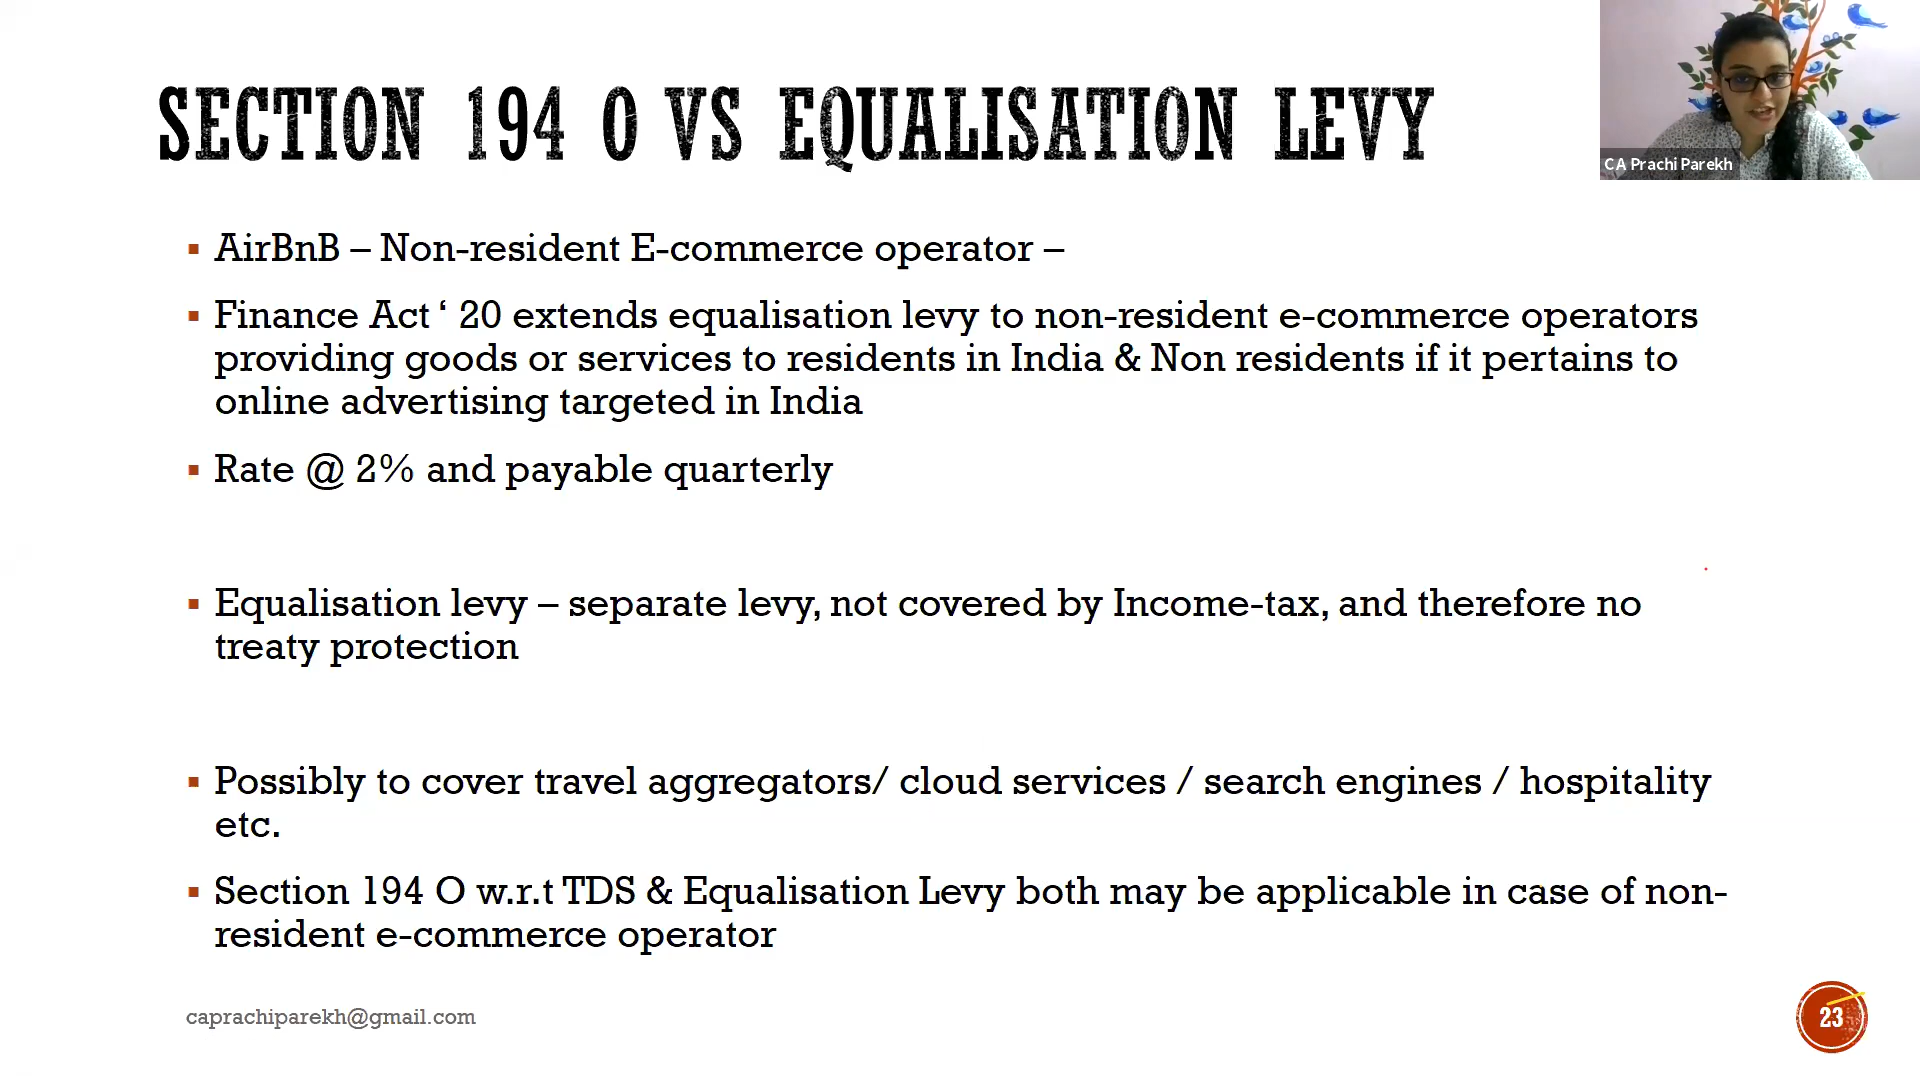 SECTION 194 O VS EQUALISATION LEVY
CA Prachi Parekh
▪ AirBnB – Non-resident E-commerce operator –
▪ Finance Act ‘ 20 extends equalisation levy to non-resident e-commerce operators
providing goods or services to residents in India & Non residents if it pertains to
online advertising targeted in India
▪ Rate @ 2% and payable quarterly
▪ Equalisation levy – separate levy, not covered by Income-tax, and therefore no
treaty protection
▪ Possibly to cover travel aggregators/ cloud services / search engines / hospitality
etc.
▪ Section 194 O w.r.t TDS & Equalisation Levy both may be applicable in case of non-
resident e-commerce operator
caprachiparekh@gmail.com
23